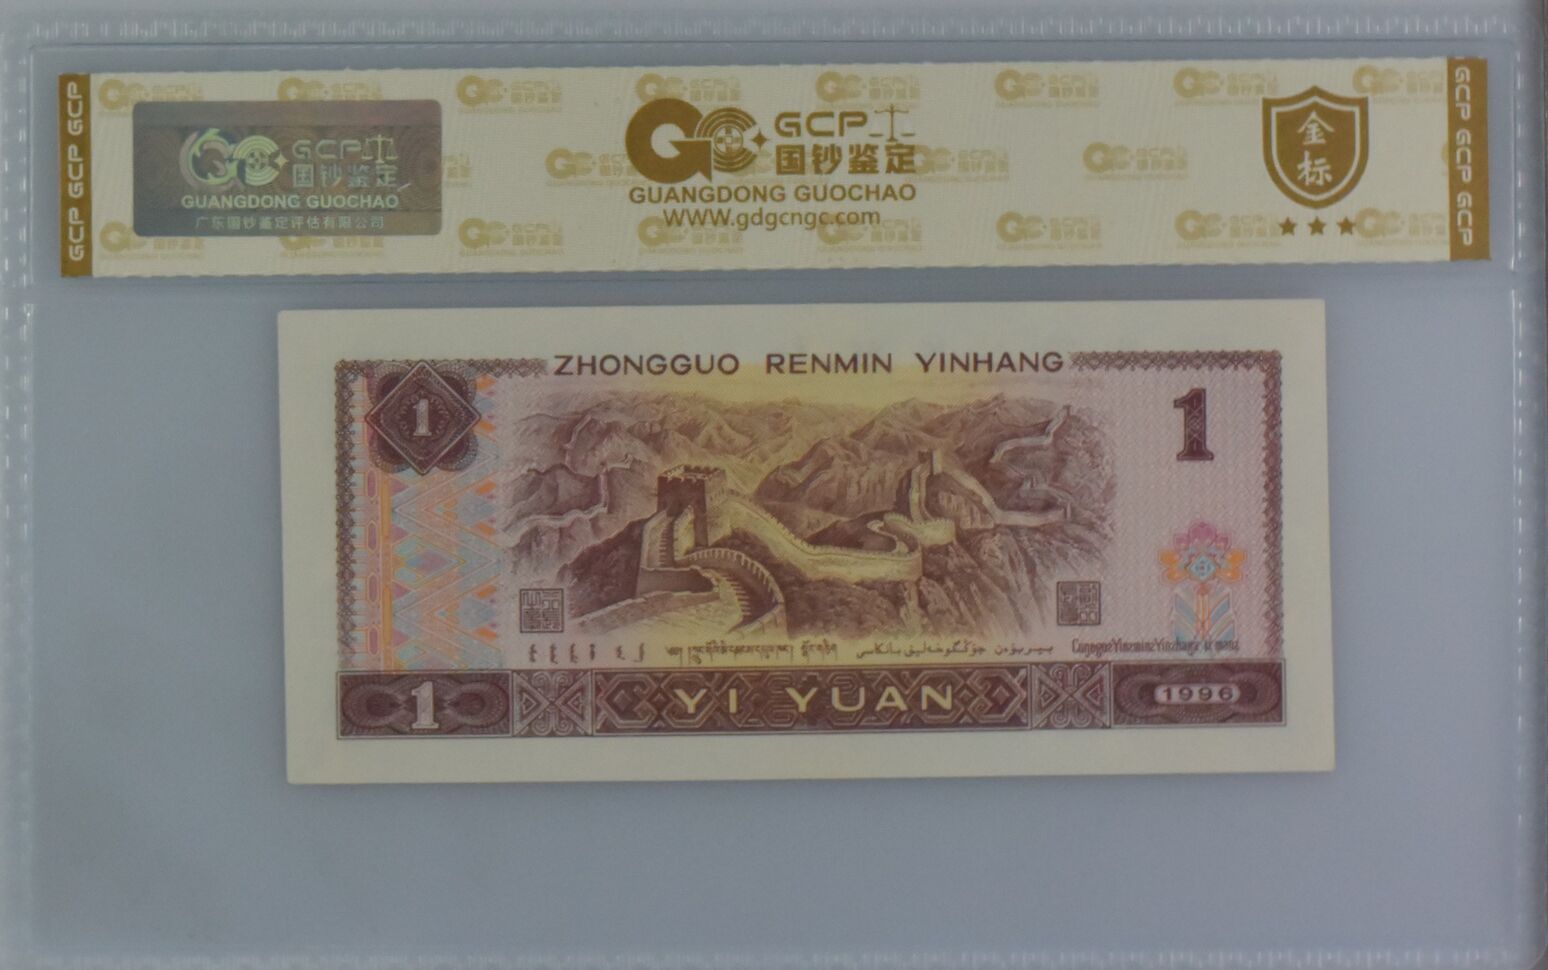 GCP GCP
GCP 国钞鉴定
GUANGDONG GUOCHAO
广东国钞鉴定评估有限公司
GCP
国钞鉴定
GUANGDONG GUOCHAO
WWW.gdgcngc.com
金标
GCP GCP GCP
ZHONGGUO RENMIN YINHANG
1
1
1
YI YUAN
1996